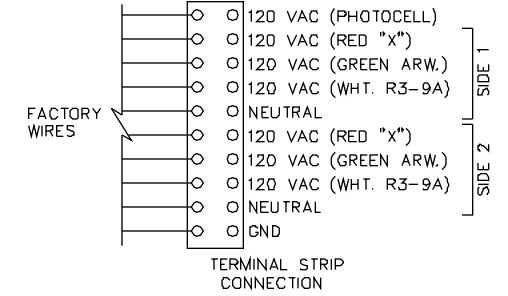 120 VAC (PHOTOCELL)
120 VAC (RED "X")
120 VAC (GREEN ARW.)
120 VAC (WHT. R3-9A)
NEUTRAL
SIDE 1
FACTORY
WIRES
120 VAC (RED "X")
120 VAC (GREEN ARW.)
120 VAC (WHT. R3-9A)
NEUTRAL
SIDE 2
GND
TERMINAL STRIP
CONNECTION